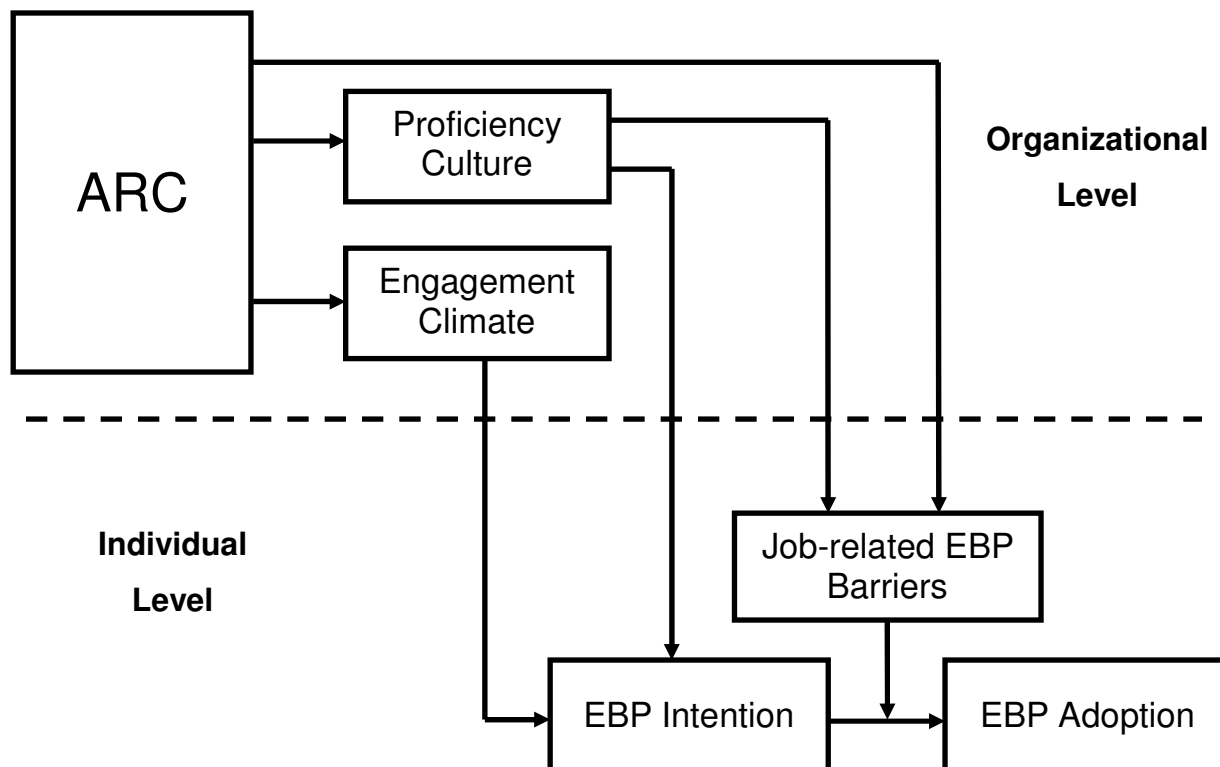 ARC
Proficiency
Culture
Engagement
Climate
Organizational
Level
Individual
Level
Job-related EBP
Barriers
EBP Intention
EBP Adoption